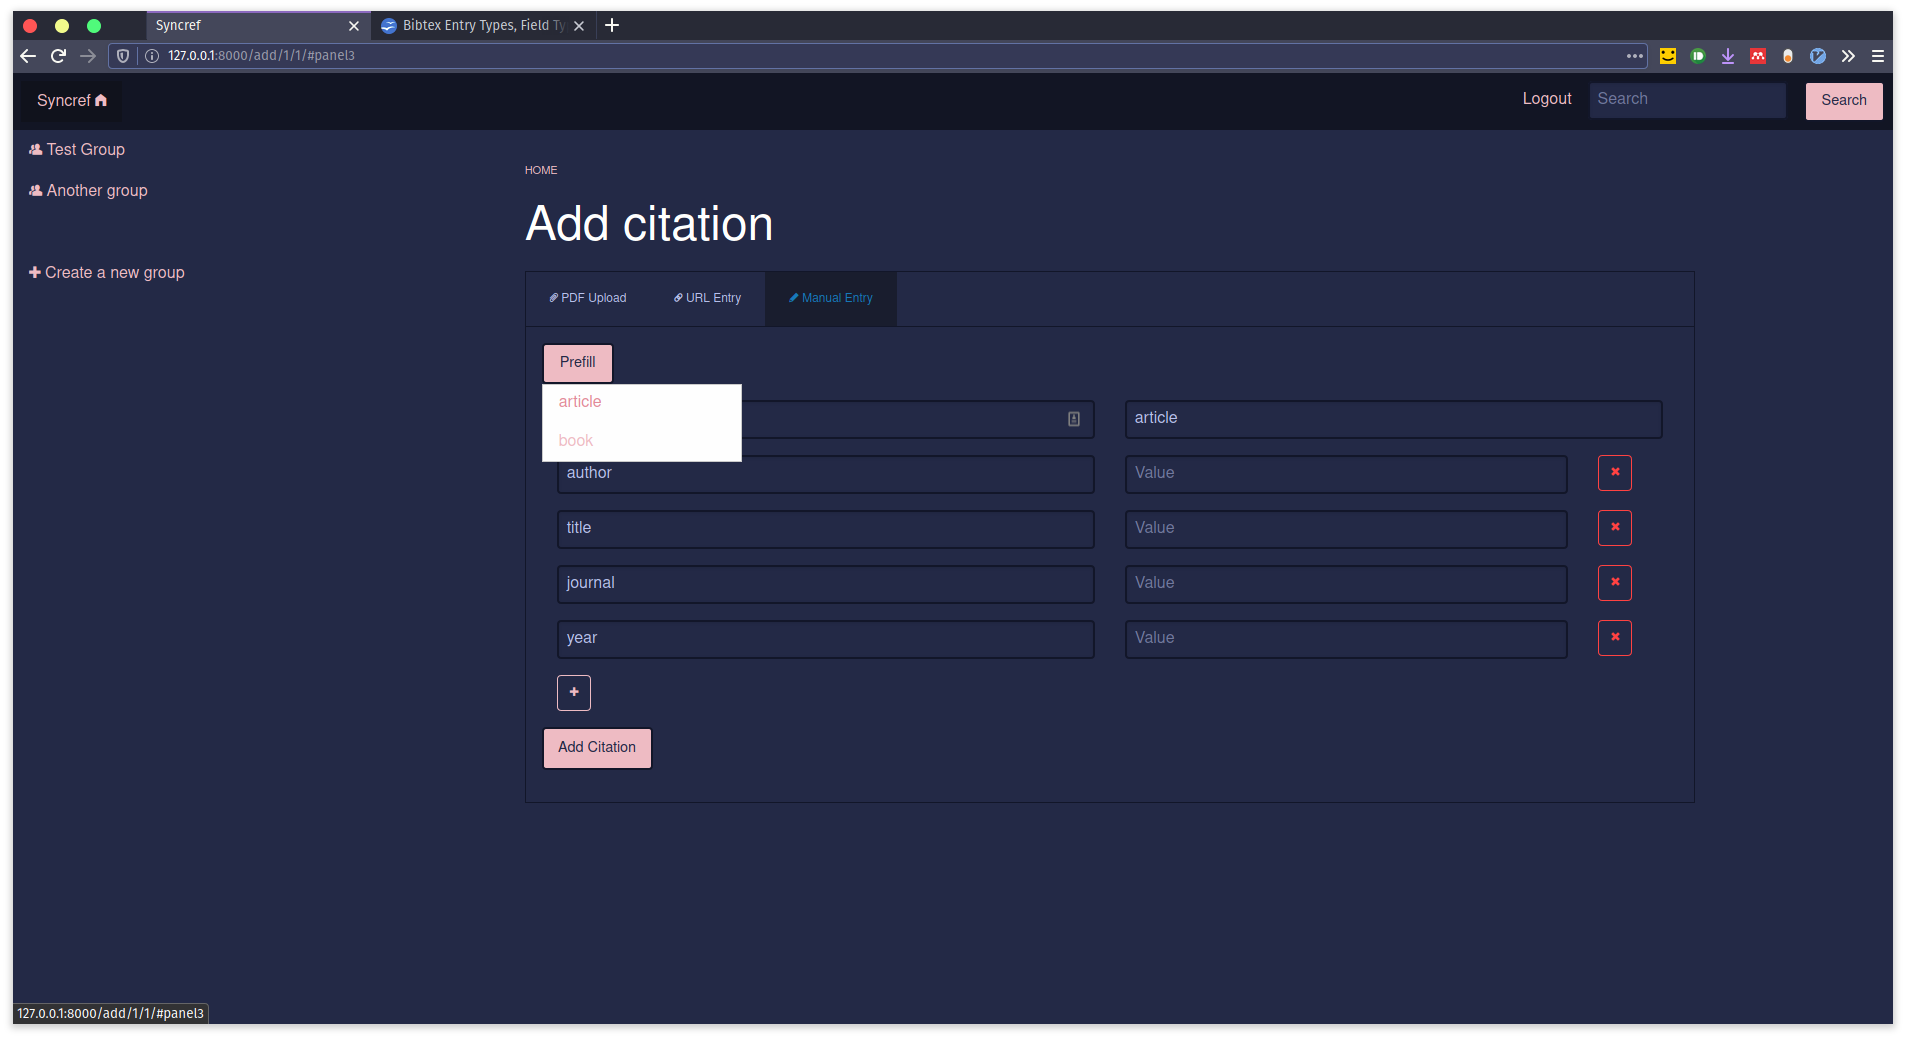 Syncref
Bibtex Entry Types, Field Ty
127.0.0.1:8000/add/1/1/#panel3
Syncref
Logout
Search
Search
Test Group
Another group
Create a new group
HOME
Add citation
PDF Upload
URL Entry
Manual Entry
Prefill
article
book
article
author
Value
title
Value
journal
Value
year
Value
Add Citation
127.0.0.1:8000/add/1/1/#panel3